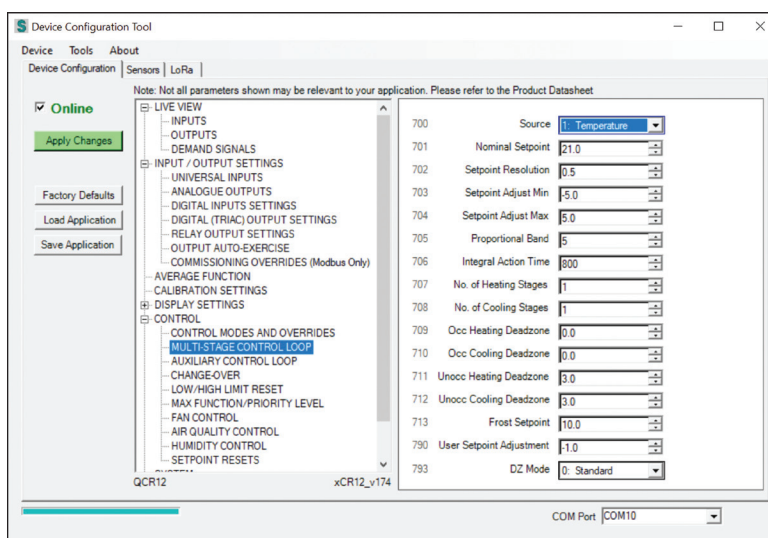 S Device Configuration Tool
Device Tools About
Device Configuration Sensors LoRa
Note: Not all parameters shown may be relevant to your application. Please refer to the Product Datasheet
Online
Apply Changes
Factory Defaults
Load Application
Save Application
LIVE VIEW
INPUTS
OUTPUTS
DEMAND SIGNALS
INPUT / OUTPUT SETTINGS
UNIVERSAL INPUTS
ANALOGUE OUTPUTS
DIGITAL INPUTS SETTINGS
DIGITAL (TRIAC) OUTPUT SETTINGS
RELAY OUTPUT SETTINGS
OUTPUT AUTO-EXERCISE
COMMISSIONING OVERRIDES (Modbus Only)
AVERAGE FUNCTION
CALIBRATION SETTINGS
DISPLAY SETTINGS
CONTROL
CONTROL MODES AND OVERRIDES
MULTI-STAGE CONTROL LOOP
AUXILIARY CONTROL LOOP
CHANGE-OVER
LOW/HIGH LIMIT RESET
MAX FUNCTION/PRIORITY LEVEL
FAN CONTROL
AIR QUALITY CONTROL
HUMIDITY CONTROL
SETPOINT RESETS
QCR12 xCR12_v174
700 Source 1: Temperature
701 Nominal Setpoint 21.0
702 Setpoint Resolution 0.5
703 Setpoint Adjust Min -5.0
704 Setpoint Adjust Max 5.0
705 Proportional Band 5
706 Integral Action Time 800
707 No. of Heating Stages 1
708 No. of Cooling Stages 1
709 Occ Heating Deadzone 0.0
710 Occ Cooling Deadzone 0.0
711 Unocc Heating Deadzone 3.0
712 Unocc Cooling Deadzone 3.0
713 Frost Setpoint 10.0
790 User Setpoint Adjustment -1.0
793 DZ Mode 0: Standard
COM Port COM10